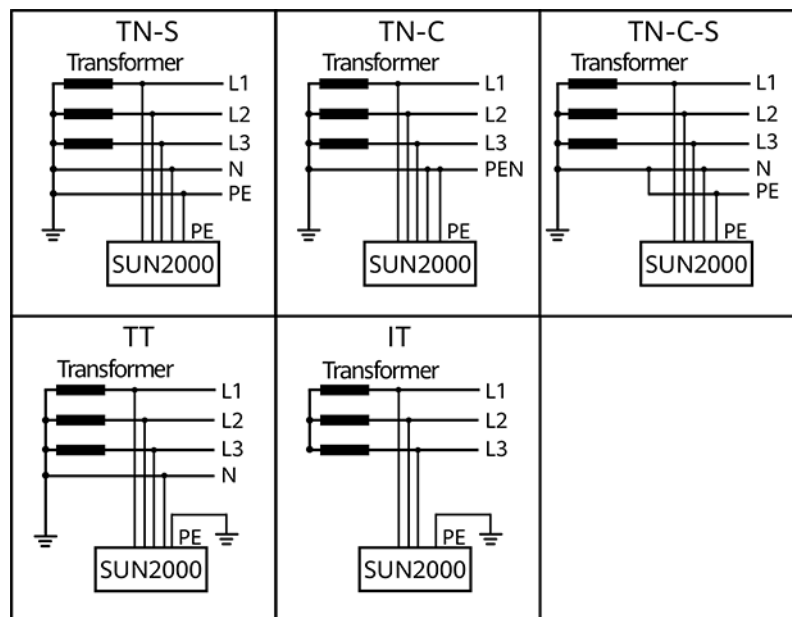 TN-S
Transformer
L1
L2
L3
N
PE
PE
SUN2000
TN-C
Transformer
L1
L2
L3
PEN
PE
SUN2000
TN-C-S
Transformer
L1
L2
L3
N
PE
PE
SUN2000
TT
Transformer
L1
L2
L3
N
PE
SUN2000
IT
Transformer
L1
L2
L3
PE
SUN2000